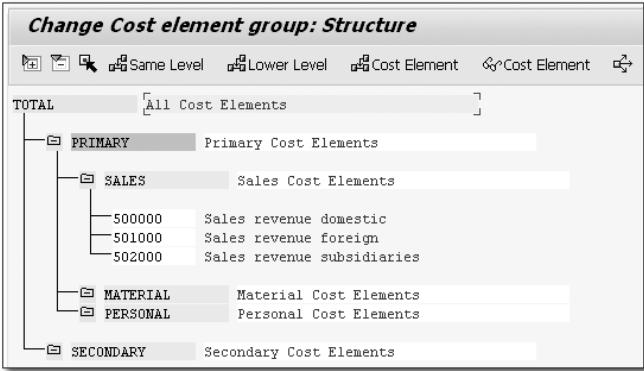 Change Cost element group: Structure
Same Level Lower Level Cost Element Cost Element
TOTAL All Cost Elements
PRIMARY Primary Cost Elements
SALES Sales Cost Elements
500000 Sales revenue domestic
501000 Sales revenue foreign
502000 Sales revenue subsidiaries
MATERIAL Material Cost Elements
PERSONAL Personal Cost Elements
SECONDARY Secondary Cost Elements